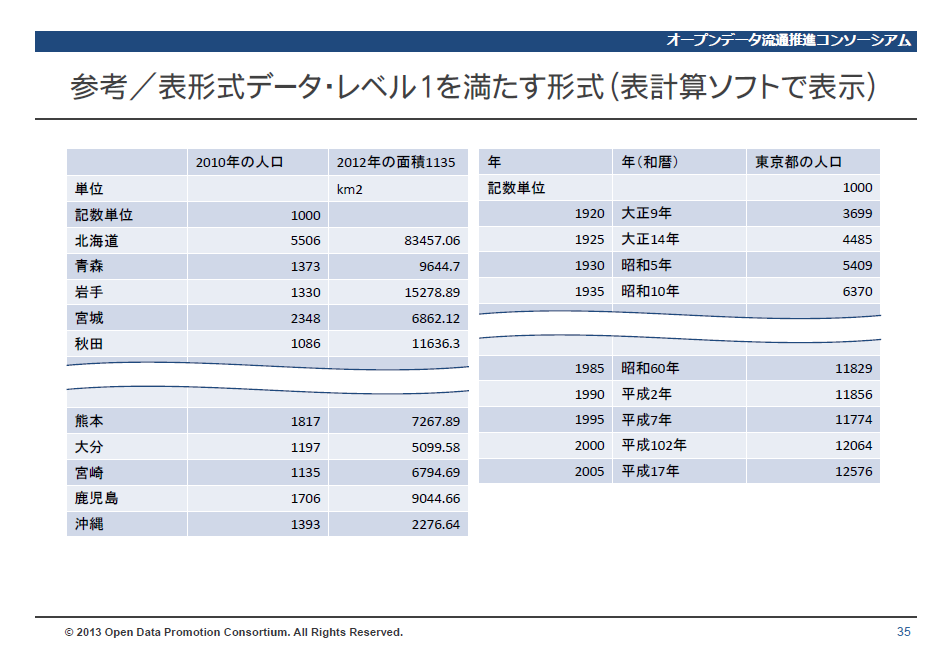 オープンデータ流通推進コンソーシアム
参考／表形式データ・レベル1を満たす形式（表計算ソフトで表示）
2010年の人口 2012年の面積1135
単位 km2
記数単位 1000
北海道 5506 83457.06
青森 1373 9644.7
岩手 1330 15278.89
宮城 2348 6862.12
秋田 1086 11636.3
熊本 1817 7267.89
大分 1197 5099.58
宮崎 1135 6794.69
鹿児島 1706 9044.66
沖縄 1393 2276.64
年 年（和暦） 東京都の人口
記数単位 1000
1920 大正9年 3699
1925 大正14年 4485
1930 昭和5年 5409
1935 昭和10年 6370
1985 昭和60年 11829
1990 平成2年 11856
1995 平成7年 11774
2000 平成102年 12064
2005 平成17年 12576
© 2013 Open Data Promotion Consortium. All Rights Reserved.
35